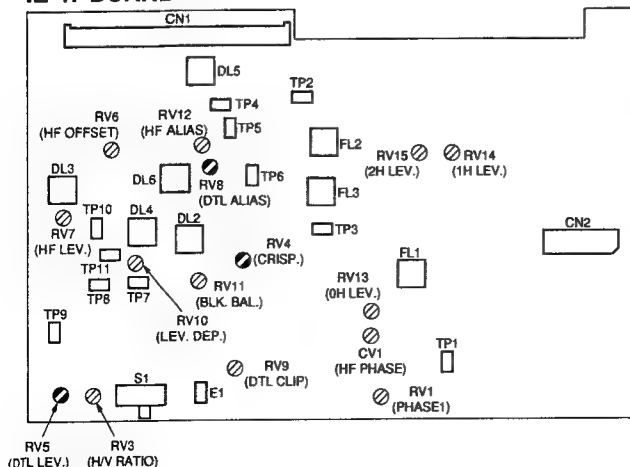 CN1
DL5
TP2
TP4
RV6
(HF OFFSET)
RV12
(HF ALIAS)
TP5
FL2
RV15
(2H LEV.)
RV14
(1H LEV.)
DL3
DL6
RV8
(DTL ALIAS)
TP6
FL3
TP10
DL4
DL2
TP3
CN2
RV7
(HF LEV.)
RV4
(CRISP.)
FL1
TP11
TP8
TP7
RV11
(BLK. BAL.)
RV13
(0H LEV.)
RV10
(LEV. DEP.)
TP9
CV1
(HF PHASE)
TP1
RV9
(DTL CLIP)
S1
E1
RV1
(PHASE1)
RV5
(DTL LEV.)
RV3
(H/V RATIO)